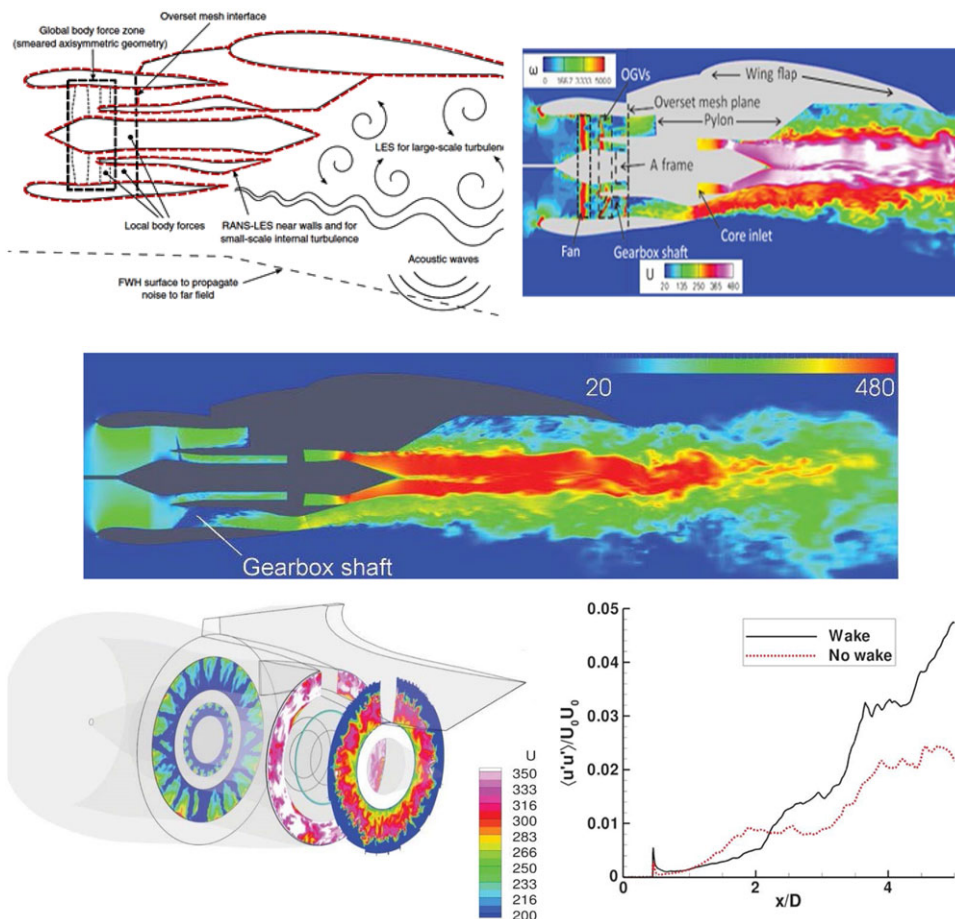 Global body force zone
(smeared axisymmetric geometry)
Overset mesh interface
LES for large-scale turbulence
Local body forces
RANS-LES near walls and for
small-scale internal turbulence
Acoustic waves
FWH surface to propagate
noise to far field
ω
0 1667 3333 5000
OGVs
Wing flap
Overset mesh plane
Pylon
A frame
Core inlet
Fan
Gearbox shaft
U
20 135 250 365 480
20
480
Gearbox shaft
U
350
333
316
300
283
266
250
233
216
200
0.05
0.04
0.03
0.02
0.01
0
⟨u'u'⟩/U₀U₀
Wake
No wake
0
2
4
x/D